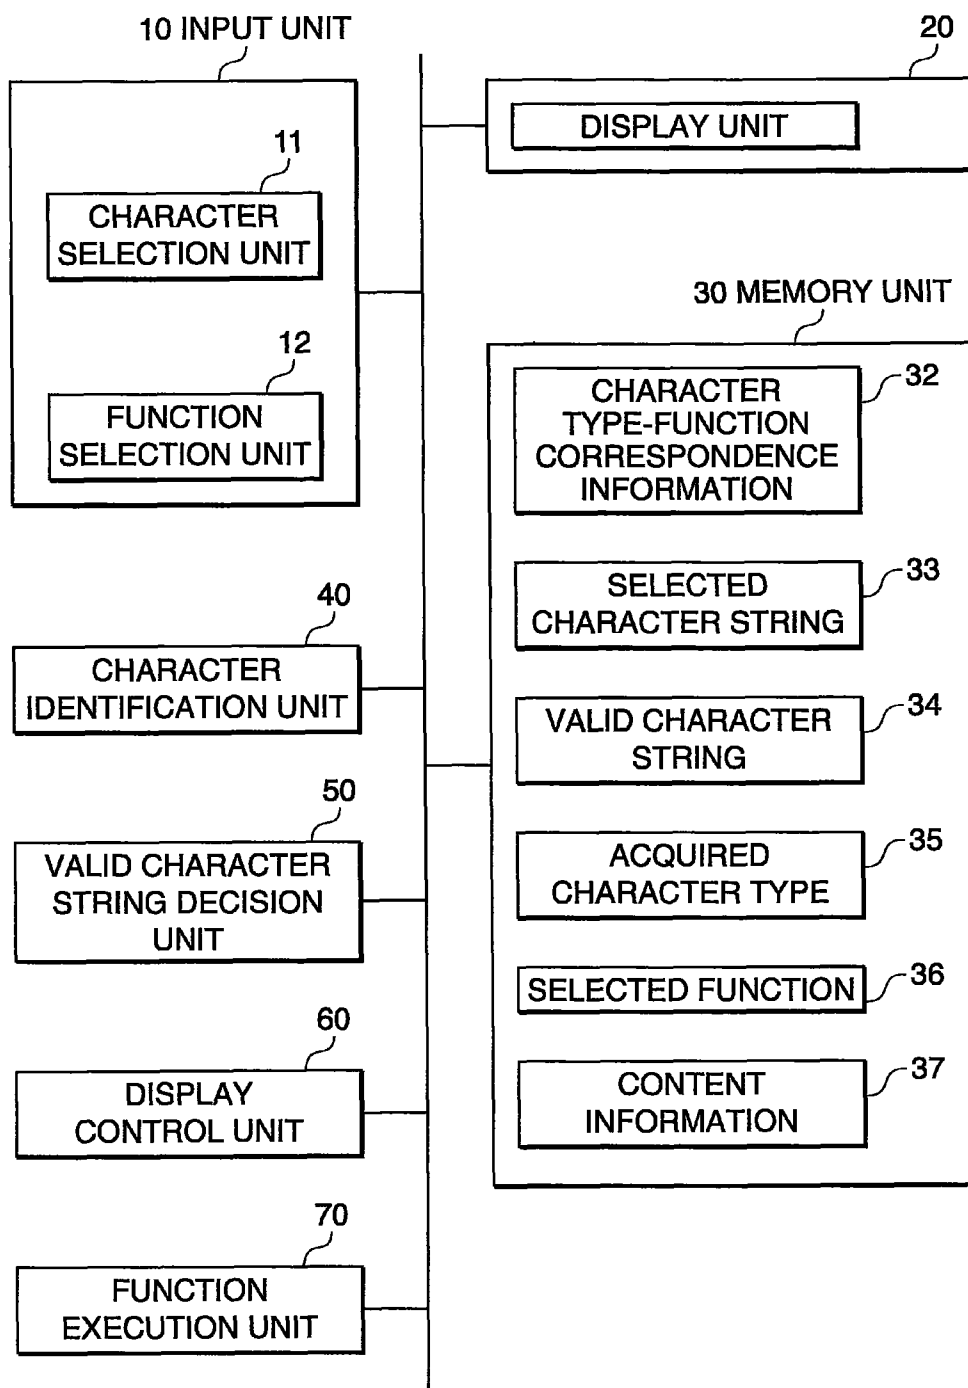 10 INPUT UNIT
11
CHARACTER
SELECTION UNIT
12
FUNCTION
SELECTION UNIT
40
CHARACTER
IDENTIFICATION UNIT
50
VALID CHARACTER
STRING DECISION
UNIT
60
DISPLAY
CONTROL UNIT
70
FUNCTION
EXECUTION UNIT
20
DISPLAY UNIT
30 MEMORY UNIT
32
CHARACTER
TYPE-FUNCTION
CORRESPONDENCE
INFORMATION
33
SELECTED
CHARACTER STRING
34
VALID CHARACTER
STRING
35
ACQUIRED
CHARACTER TYPE
36
SELECTED FUNCTION
37
CONTENT
INFORMATION